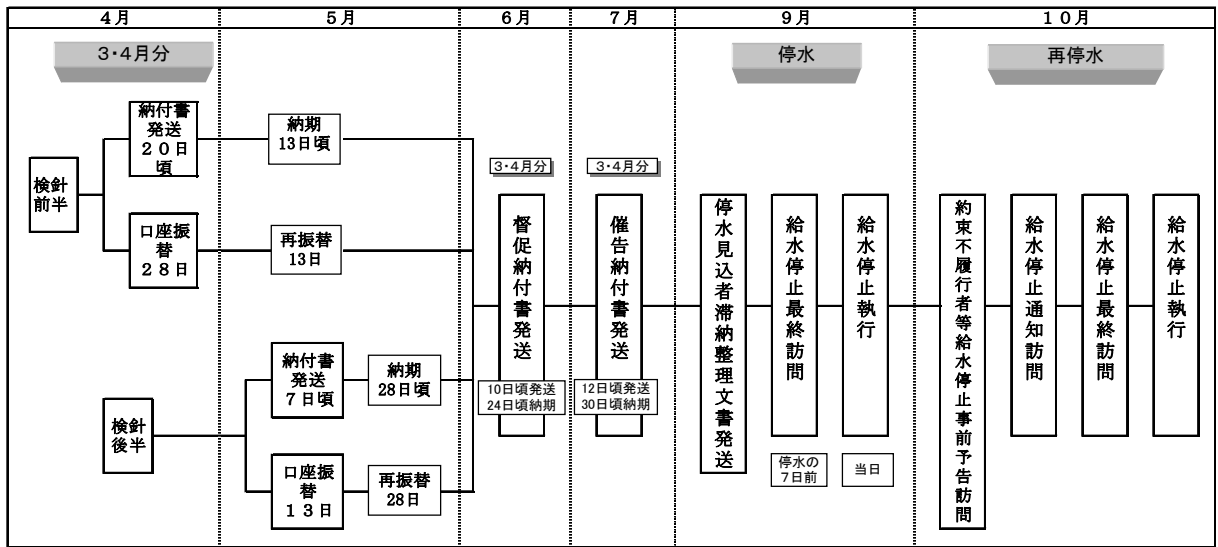 4月
5月
6月
7月
9月
10月
3・4月分
停水
再停水
検針
前半
納付書
発送
20日
頃
納期
13日頃
口座振
替
28日
再振替
13日
検針
後半
納付書
発送
7日頃
納期
28日頃
口座振
替
13日
再振替
28日
3・4月分
督促納付書発送
10日頃発送
24日頃納期
3・4月分
催告納付書発送
12日頃発送
30日頃納期
停水見込者滞納整理文書発送
給水停止最終訪問
停水の
7日前
給水停止執行
当日
約束不履行者等給水停止事前予告訪問
給水停止通知訪問
給水停止最終訪問
給水停止執行